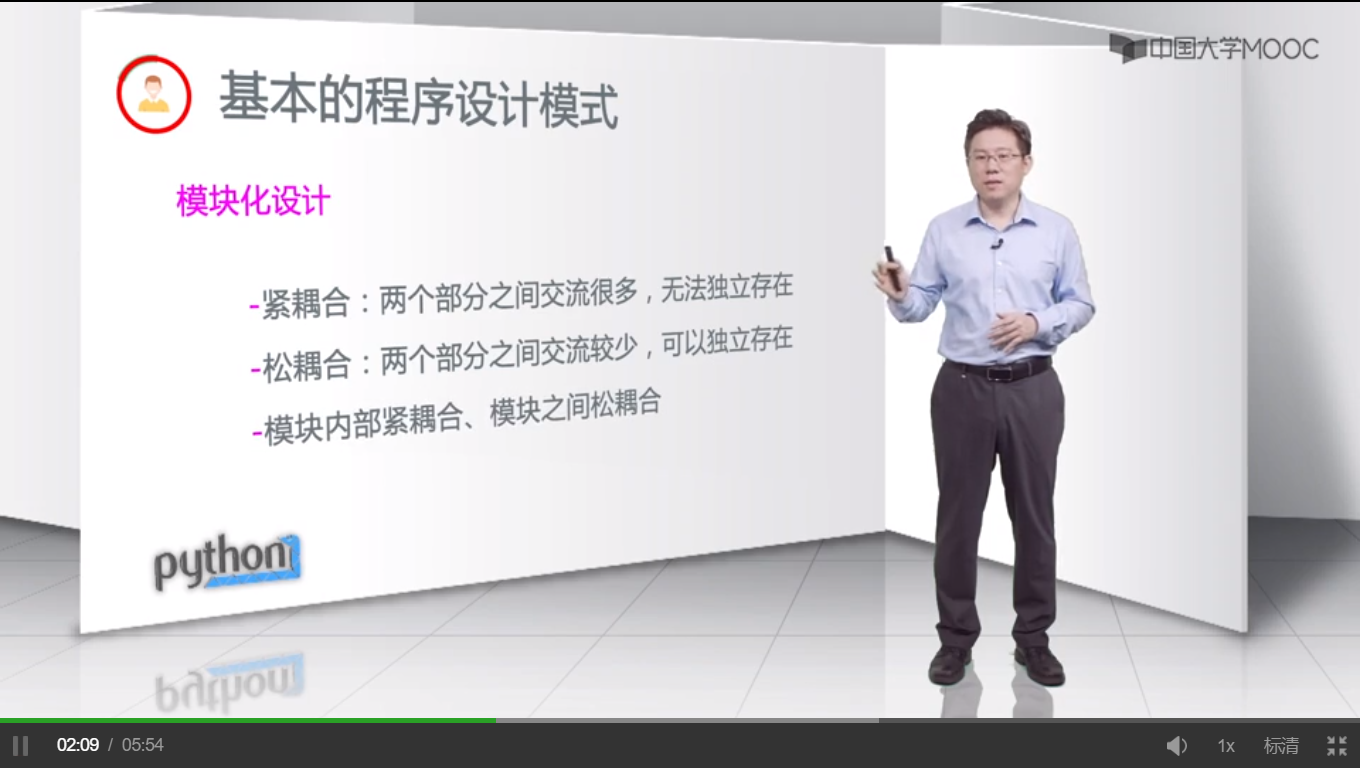 中国大学MOOC
基本的程序设计模式
模块化设计
-紧耦合：两个部分之间交流很多，无法独立存在
-松耦合：两个部分之间交流较少，可以独立存在
-模块内部紧耦合、模块之间松耦合
python
02:09 / 05:54
1x
标清